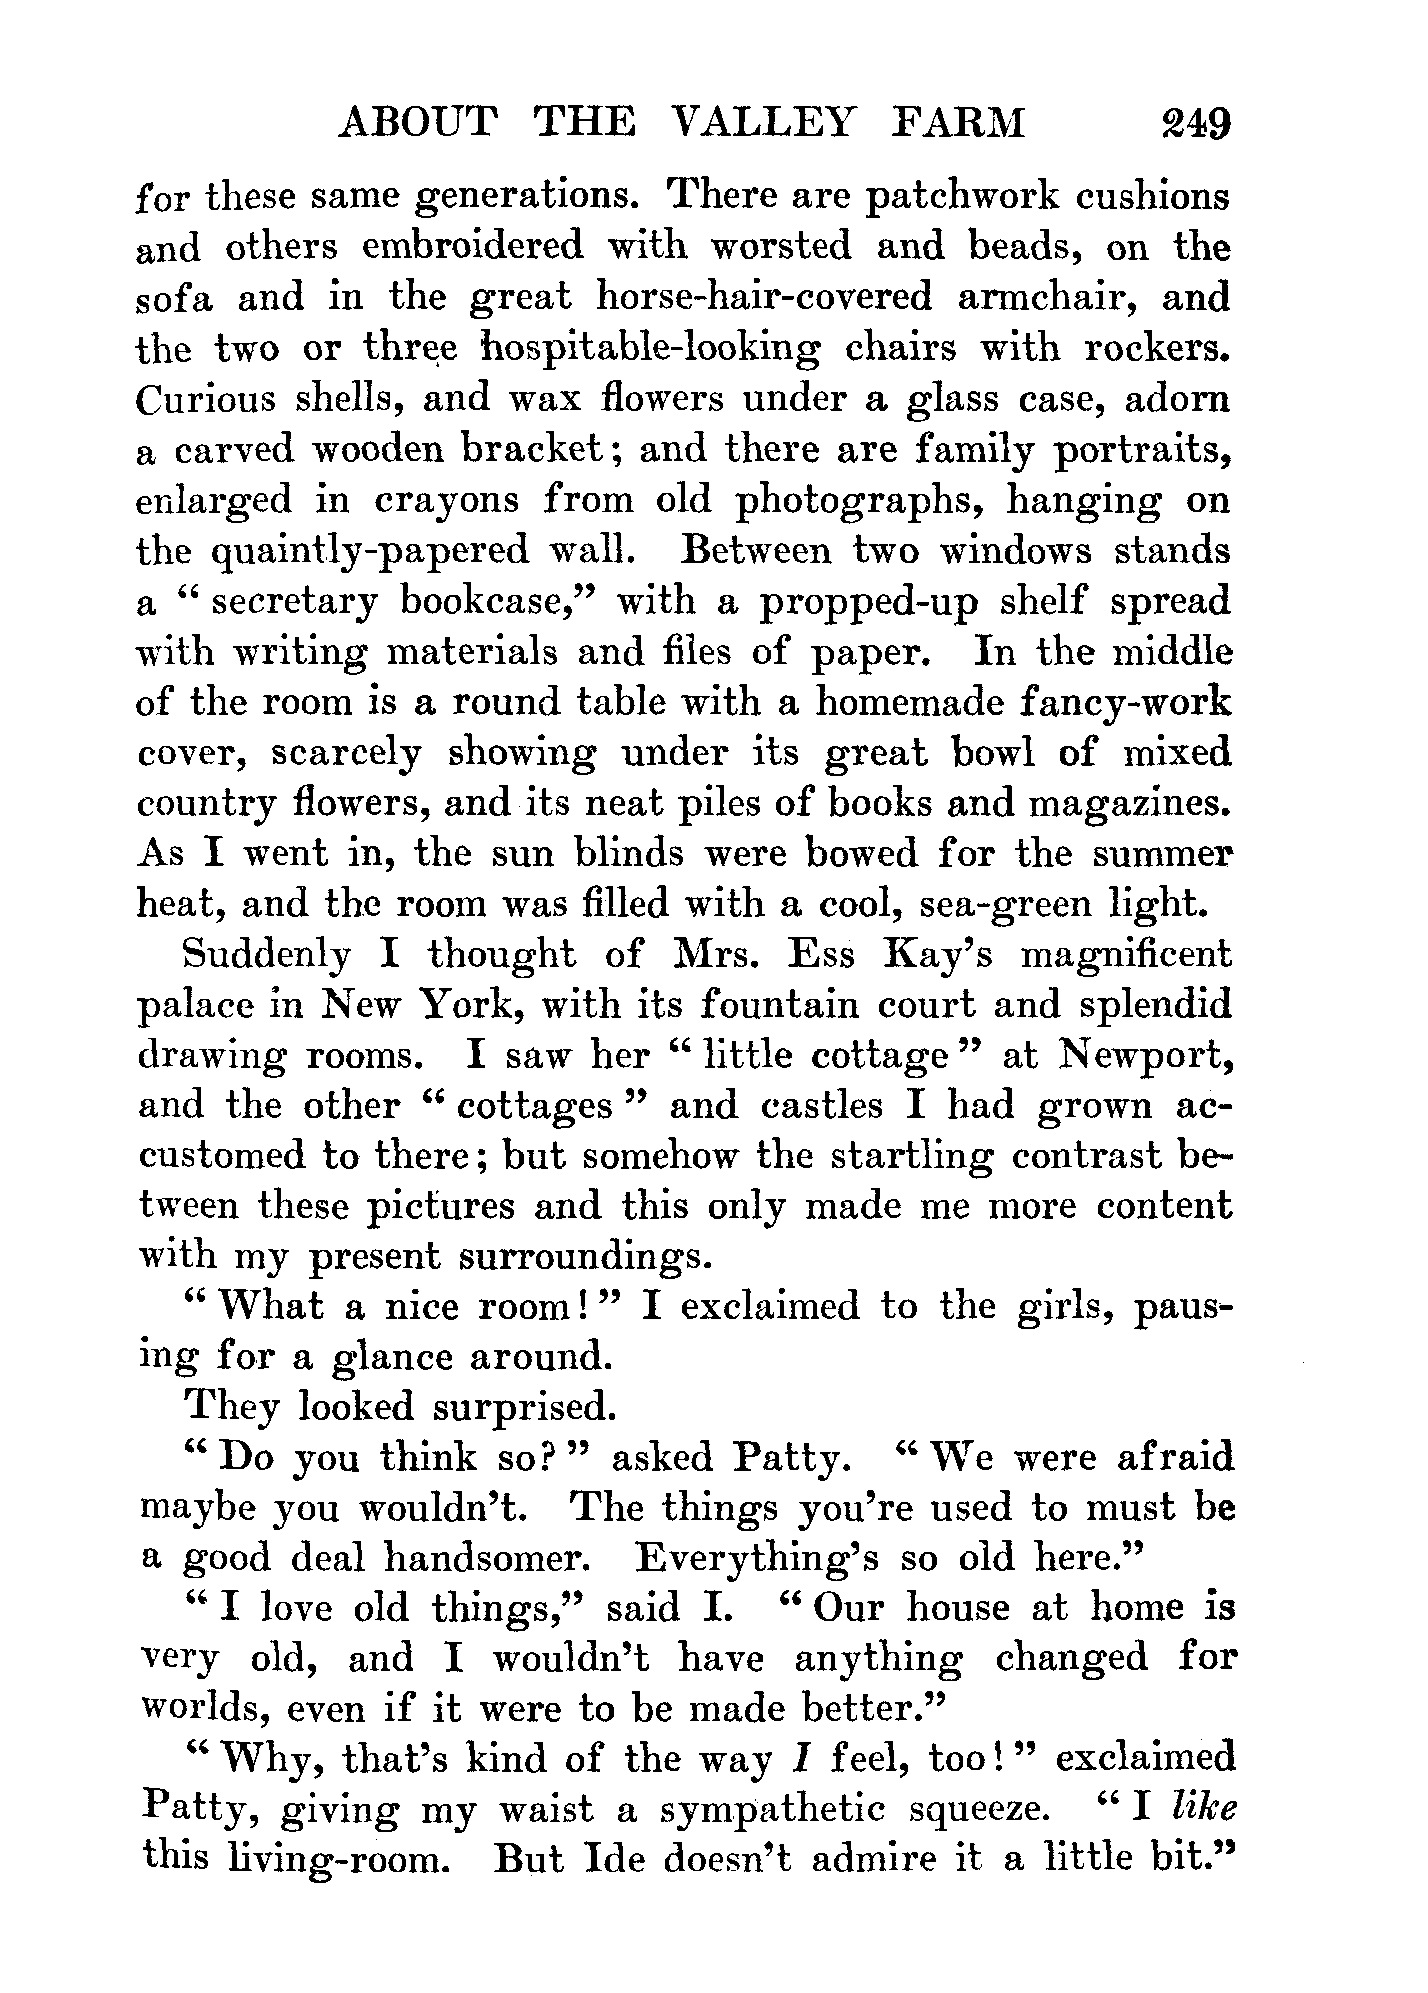 ABOUT THE VALLEY FARM 249
for these same generations. There are patchwork cushions
and others embroidered with worsted and beads, on the
sofa and in the great horse-hair-covered armchair, and
the two or three hospitable-looking chairs with rockers.
Curious shells, and wax flowers under a glass case, adorn
a carved wooden bracket; and there are family portraits,
enlarged in crayons from old photographs, hanging on
the quaintly-papered wall. Between two windows stands
a “ secretary bookcase,” with a propped-up shelf spread
with writing materials and files of paper. In the middle
of the room is a round table with a homemade fancy-work
cover, scarcely showing under its great bowl of mixed
country flowers, and its neat piles of books and magazines.
As I went in, the sun blinds were bowed for the summer
heat, and the room was filled with a cool, sea-green light.
Suddenly I thought of Mrs. Ess Kay’s magnificent
palace in New York, with its fountain court and splendid
drawing rooms. I saw her “ little cottage ” at Newport,
and the other “ cottages ” and castles I had grown ac-
customed to there; but somehow the startling contrast be-
tween these pictures and this only made me more content
with my present surroundings.
“ What a nice room! ” I exclaimed to the girls, paus-
ing for a glance around.
They looked surprised.
“ Do you think so? ” asked Patty. “ We were afraid
maybe you wouldn’t. The things you’re used to must be
a good deal handsomer. Everything’s so old here.”
“ I love old things,” said I. “ Our house at home is
very old, and I wouldn’t have anything changed for
worlds, even if it were to be made better.”
“ Why, that’s kind of the way I feel, too! ” exclaimed
Patty, giving my waist a sympathetic squeeze. “ I like
this living-room. But Ide doesn’t admire it a little bit.”